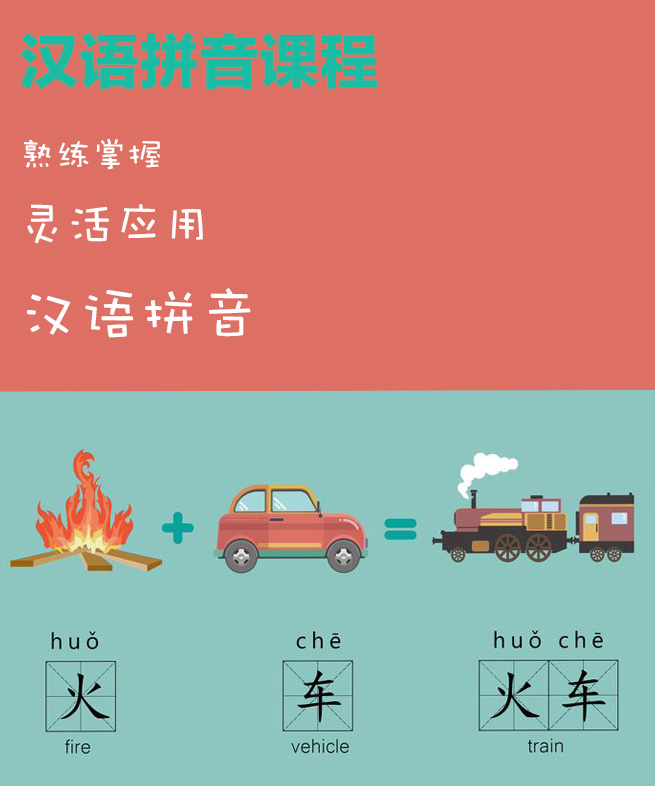 汉语拼音课程
熟练掌握
灵活应用
汉语拼音
huǒ chē huǒ chē
火 车 火车
fire vehicle train